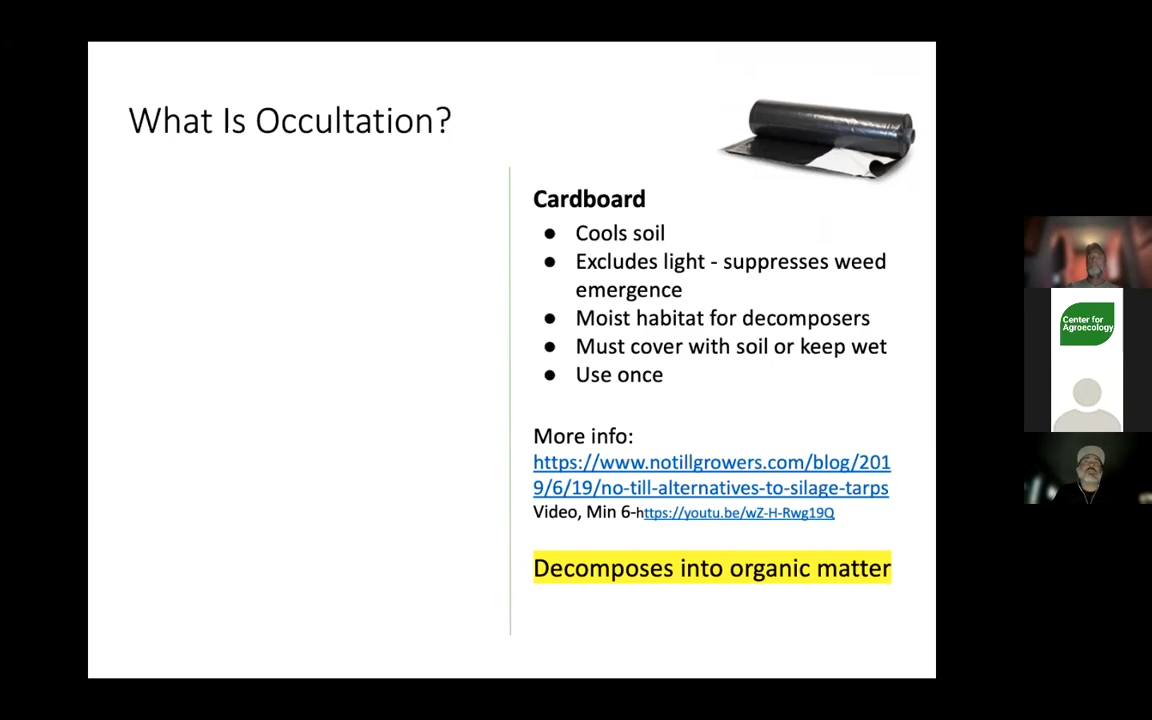 What Is Occultation?
Cardboard
● Cools soil
● Excludes light - suppresses weed
emergence
● Moist habitat for decomposers
● Must cover with soil or keep wet
● Use once
More info:
https://www.notillgrowers.com/blog/201
9/6/19/no-till-alternatives-to-silage-tarps
Video, Min 6-https://youtu.be/wZ-H-Rwg19Q
Decomposes into organic matter
Center for
Agroecology